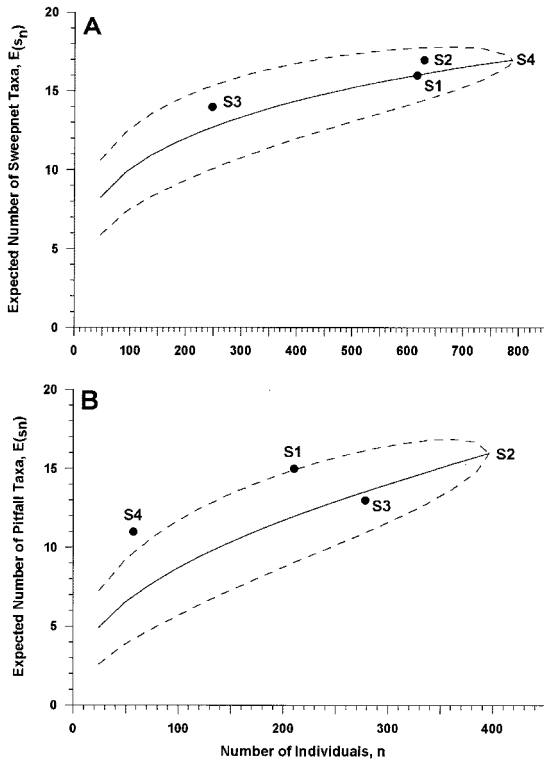 A
Expected Number of Sweepnet Taxa, E(sn)
20
15
10
5
0
S3
S2
S1
S4
0 100 200 300 400 500 600 700 800
B
Expected Number of Pitfall Taxa, E(sn)
20
15
10
5
0
S1
S4
S3
S2
0 100 200 300 400
Number of Individuals, n